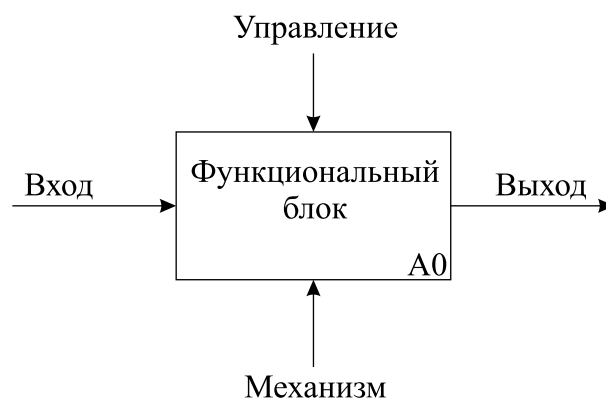 Управление
Функциональный
блок
Вход
Выход
A0
Механизм